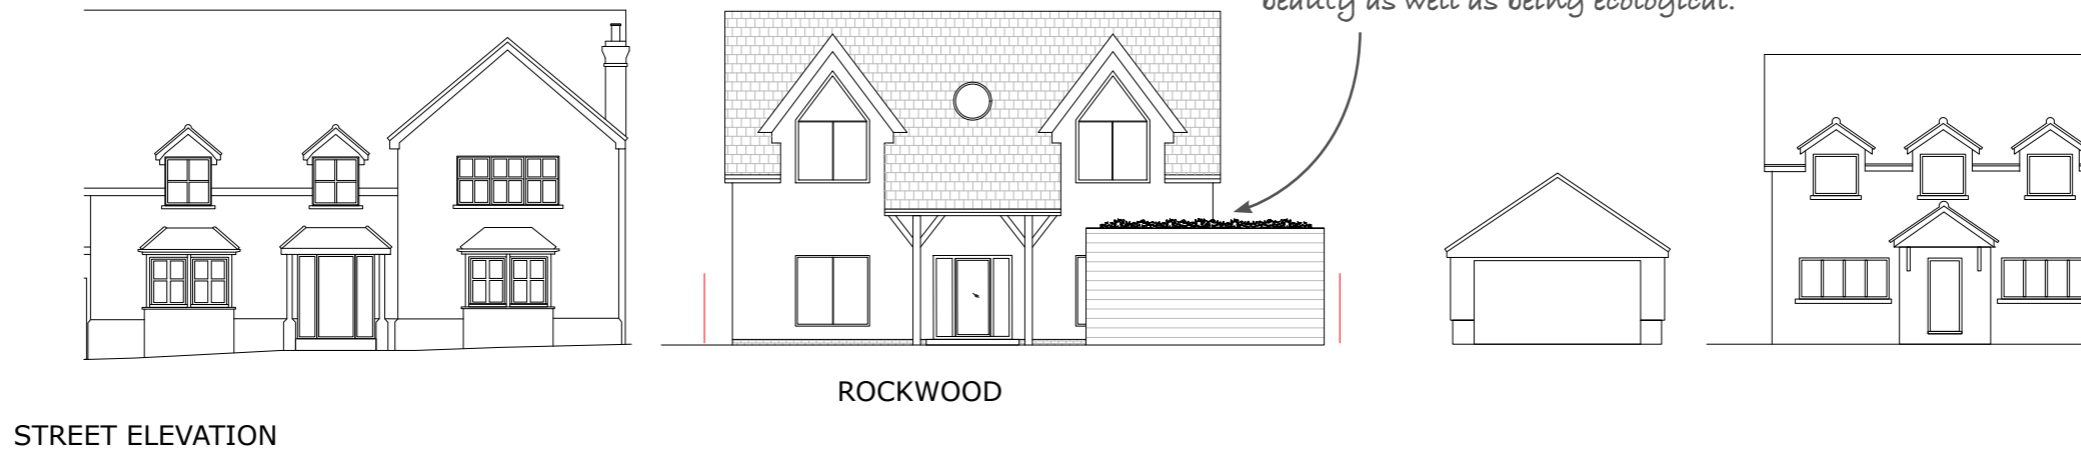 beauty as well as being ecological.
ROCKWOOD
STREET ELEVATION